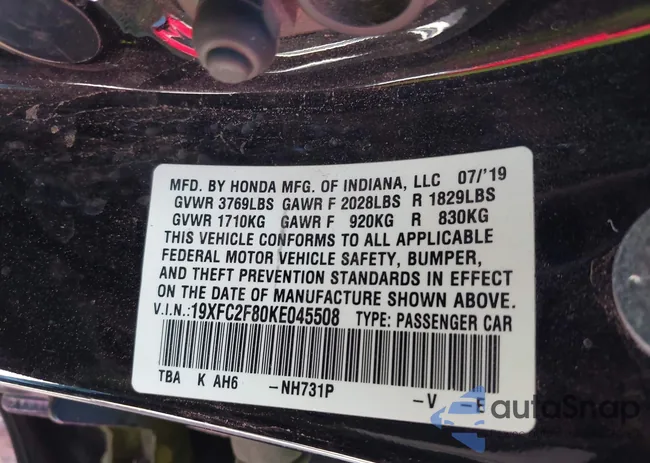 MFD. BY HONDA MFG. OF INDIANA, LLC 07/'19
GVWR 3769LBS GAWR F 2028LBS R 1829LBS
GVWR 1710KG GAWR F 920KG R 830KG
THIS VEHICLE CONFORMS TO ALL APPLICABLE
FEDERAL MOTOR VEHICLE SAFETY, BUMPER,
AND THEFT PREVENTION STANDARDS IN EFFECT
ON THE DATE OF MANUFACTURE SHOWN ABOVE.
V.I.N.:19XFC2F80KE045508 TYPE: PASSENGER CAR
TBA K AH6 -NH731P -V E
autoSnap